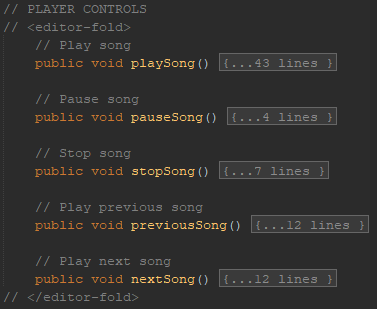 // PLAYER CONTROLS
// <editor-fold>
// Play song
public void playSong() {...43 lines }
// Pause song
public void pauseSong() {...4 lines }
// Stop song
public void stopSong() {...7 lines }
// Play previous song
public void previousSong() {...12 lines }
// Play next song
public void nextSong() {...12 lines }
// </editor-fold>